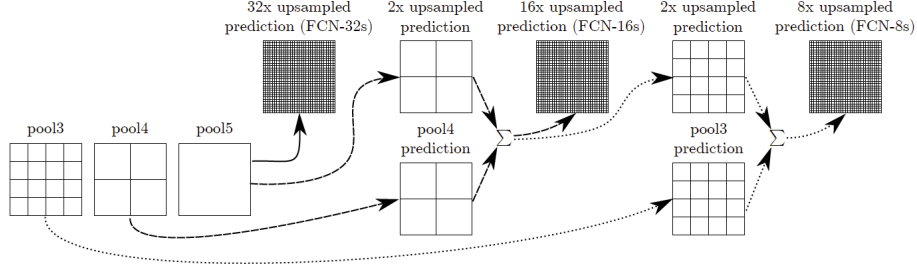 32x upsampled
prediction (FCN-32s)
2x upsampled
prediction
16x upsampled
prediction (FCN-16s)
2x upsampled
prediction
8x upsampled
prediction (FCN-8s)
pool3
pool4
pool5
pool4
prediction
∑
pool3
prediction
∑